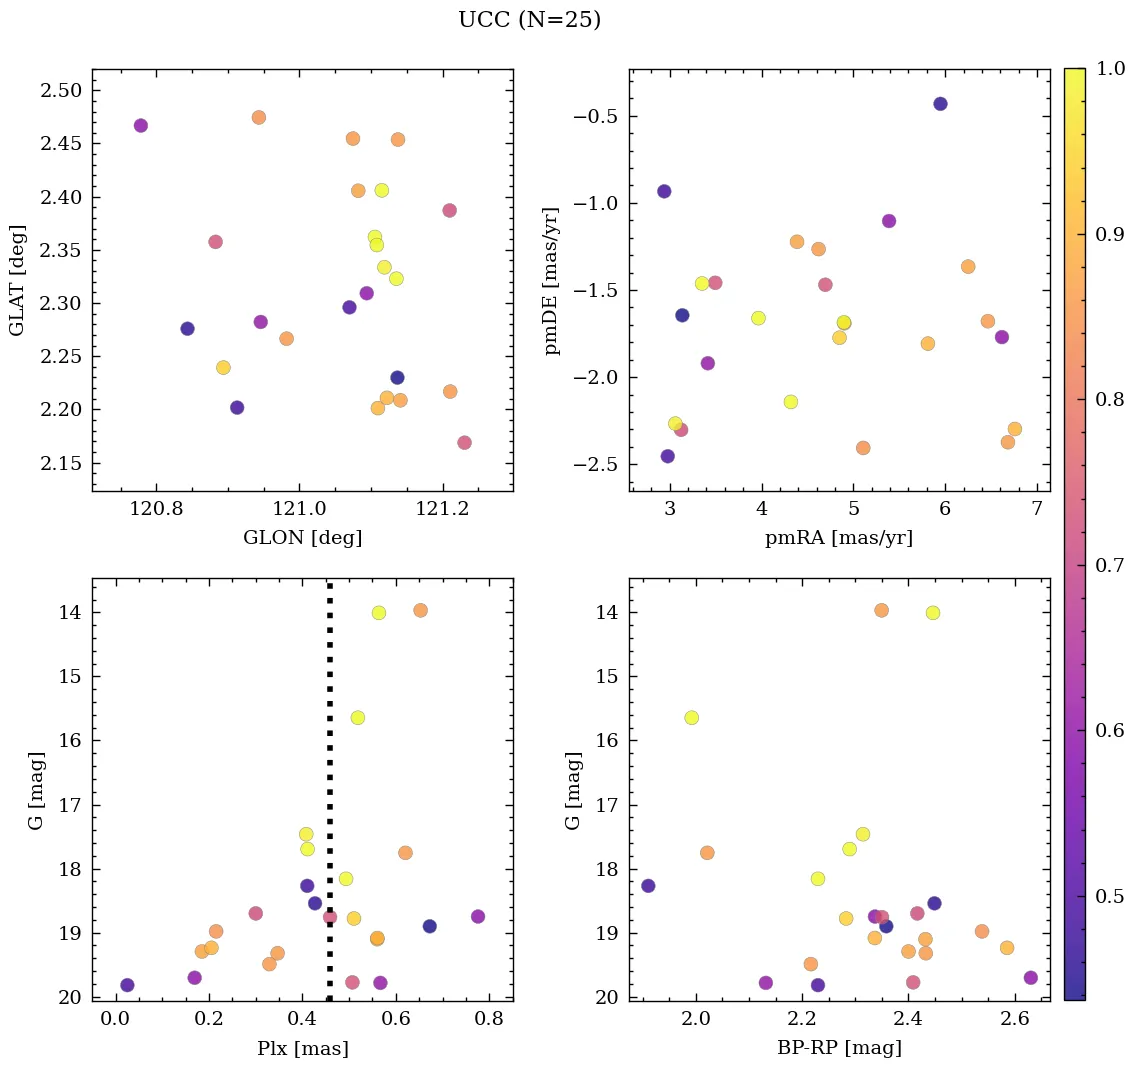 UCC (N=25)
2.50
2.45
2.40
2.35
2.30
2.25
2.20
2.15
GLAT [deg]
120.8 121.0 121.2
GLON [deg]
−0.5
−1.0
−1.5
−2.0
−2.5
pmDE [mas/yr]
3 4 5 6 7
pmRA [mas/yr]
1.0
0.9
0.8
0.7
0.6
0.5
14
15
16
17
18
19
20
G [mag]
0.0 0.2 0.4 0.6 0.8
Plx [mas]
14
15
16
17
18
19
20
G [mag]
2.0 2.2 2.4 2.6
BP-RP [mag]